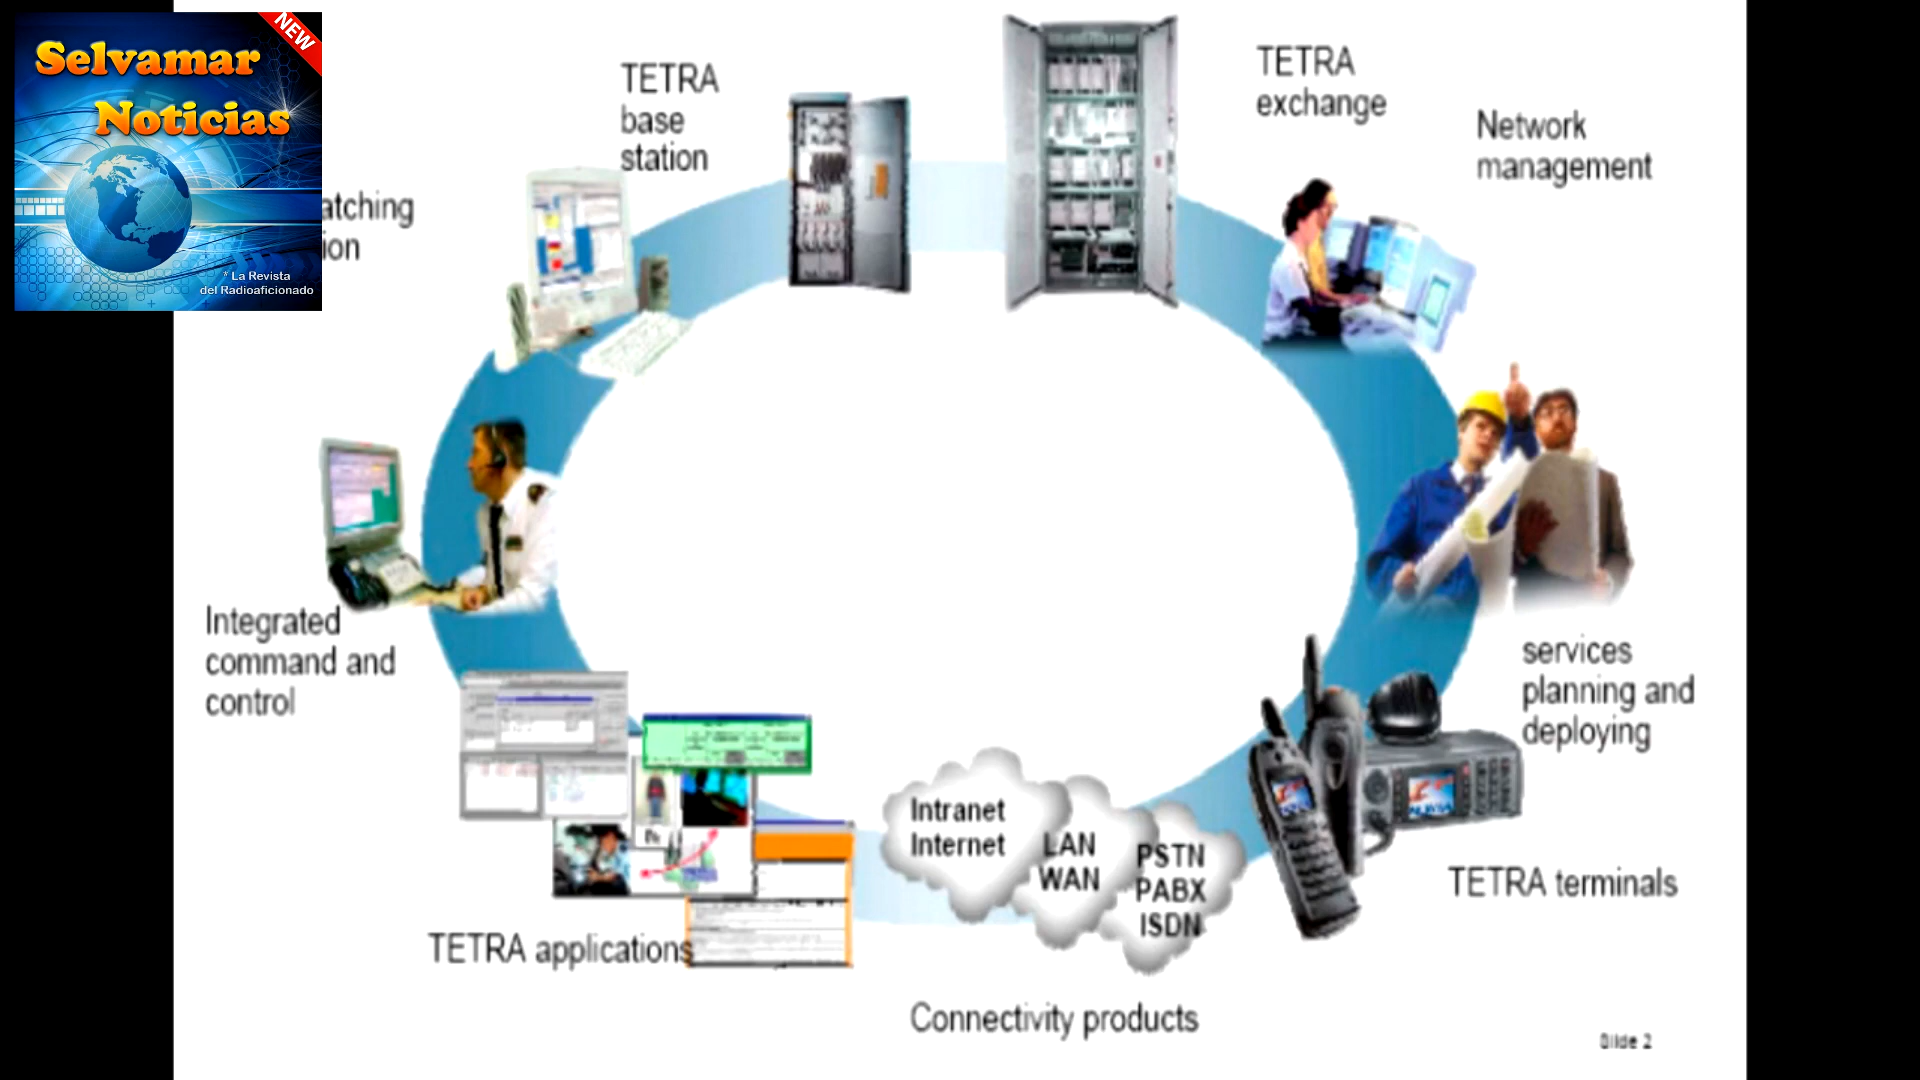 Selvamar
Noticias
NEW
* La Revista
del Radioaficionado
atching
ion
TETRA
base
station
TETRA
exchange
Network
management
Integrated
command and
control
services
planning and
deploying
Intranet
Internet
LAN
WAN
PSTN
PABX
ISDN
TETRA terminals
TETRA applications
Connectivity products
2